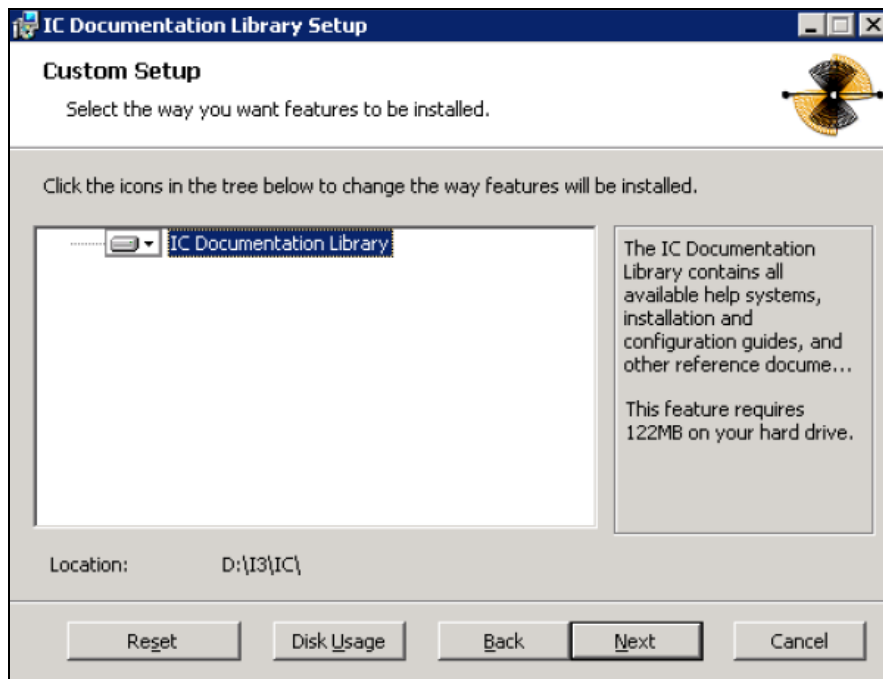 IC Documentation Library Setup
Custom Setup
Select the way you want features to be installed.
Click the icons in the tree below to change the way features will be installed.
IC Documentation Library
The IC Documentation
Library contains all
available help systems,
installation and
configuration guides, and
other reference docume...
This feature requires
122MB on your hard drive.
Location: D:\I3\IC\
Reset Disk Usage Back Next Cancel